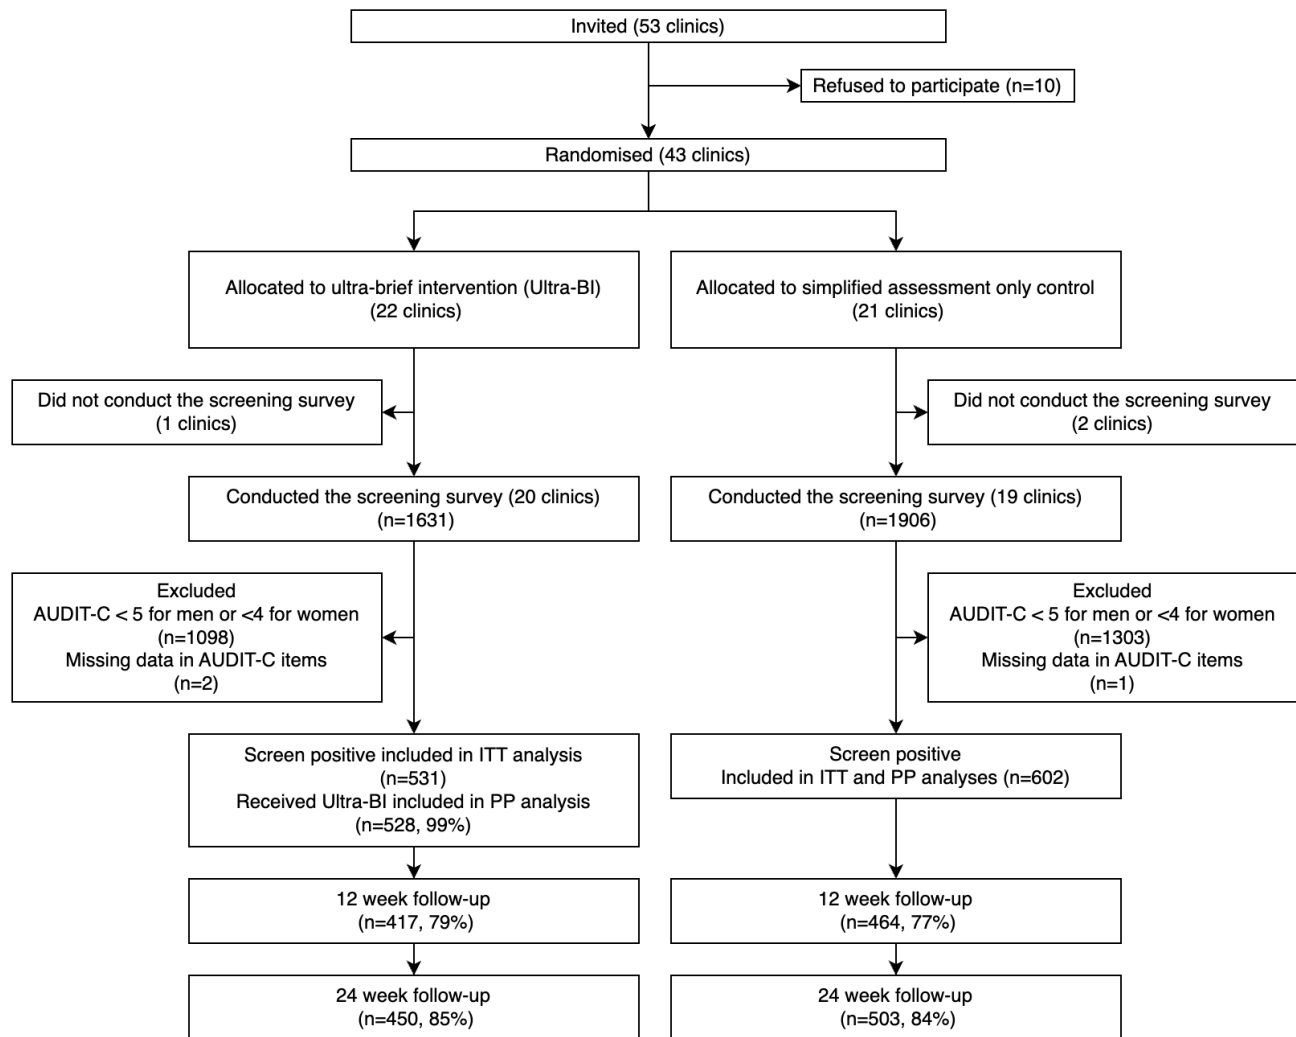 Invited (53 clinics)
Refused to participate (n=10)
Randomised (43 clinics)
Allocated to ultra-brief intervention (Ultra-BI)
(22 clinics)
Allocated to simplified assessment only control
(21 clinics)
Did not conduct the screening survey
(1 clinics)
Did not conduct the screening survey
(2 clinics)
Conducted the screening survey (20 clinics)
(n=1631)
Conducted the screening survey (19 clinics)
(n=1906)
Excluded
AUDIT-C < 5 for men or <4 for women
(n=1098)
Missing data in AUDIT-C items
(n=2)
Excluded
AUDIT-C < 5 for men or <4 for women
(n=1303)
Missing data in AUDIT-C items
(n=1)
Screen positive included in ITT analysis
(n=531)
Received Ultra-BI included in PP analysis
(n=528, 99%)
Screen positive
Included in ITT and PP analyses (n=602)
12 week follow-up
(n=417, 79%)
12 week follow-up
(n=464, 77%)
24 week follow-up
(n=450, 85%)
24 week follow-up
(n=503, 84%)